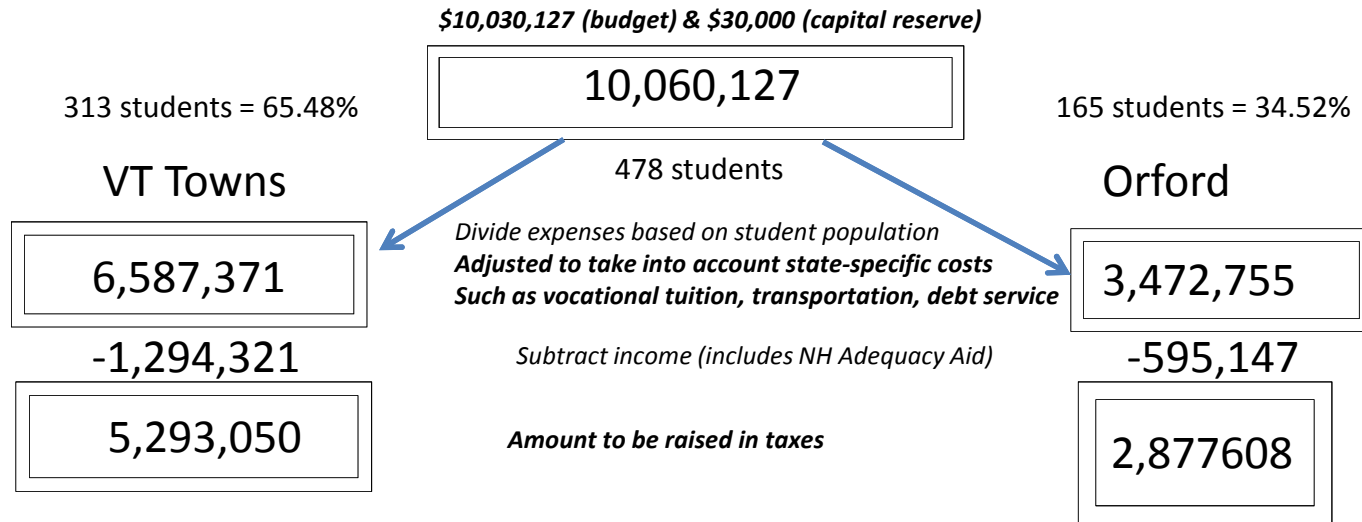 $10,030,127 (budget) & $30,000 (capital reserve)
10,060,127
313 students = 65.48%
165 students = 34.52%
478 students
VT Towns
Orford
Divide expenses based on student population
Adjusted to take into account state-specific costs
Such as vocational tuition, transportation, debt service
6,587,371
3,472,755
-1,294,321
Subtract income (includes NH Adequacy Aid)
-595,147
5,293,050
Amount to be raised in taxes
2,877608